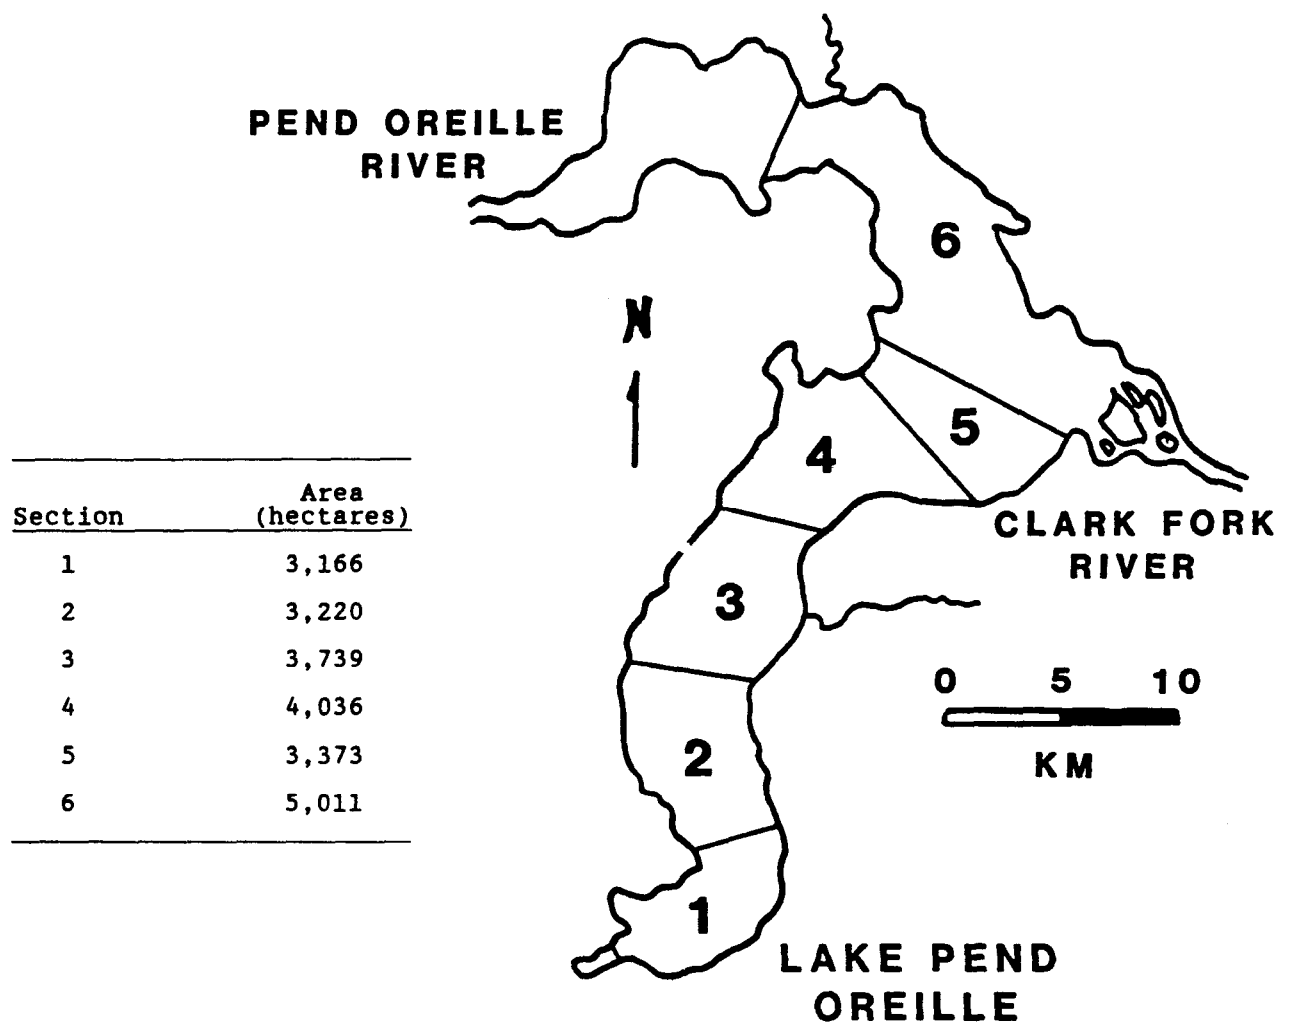 PEND OREILLE
RIVER
6
N
5
4
Section Area (hectares)
1 3,166
2 3,220
3 3,739
4 4,036
5 3,373
6 5,011
CLARK FORK
RIVER
3
0 5 10
KM
2
1
LAKE PEND
OREILLE